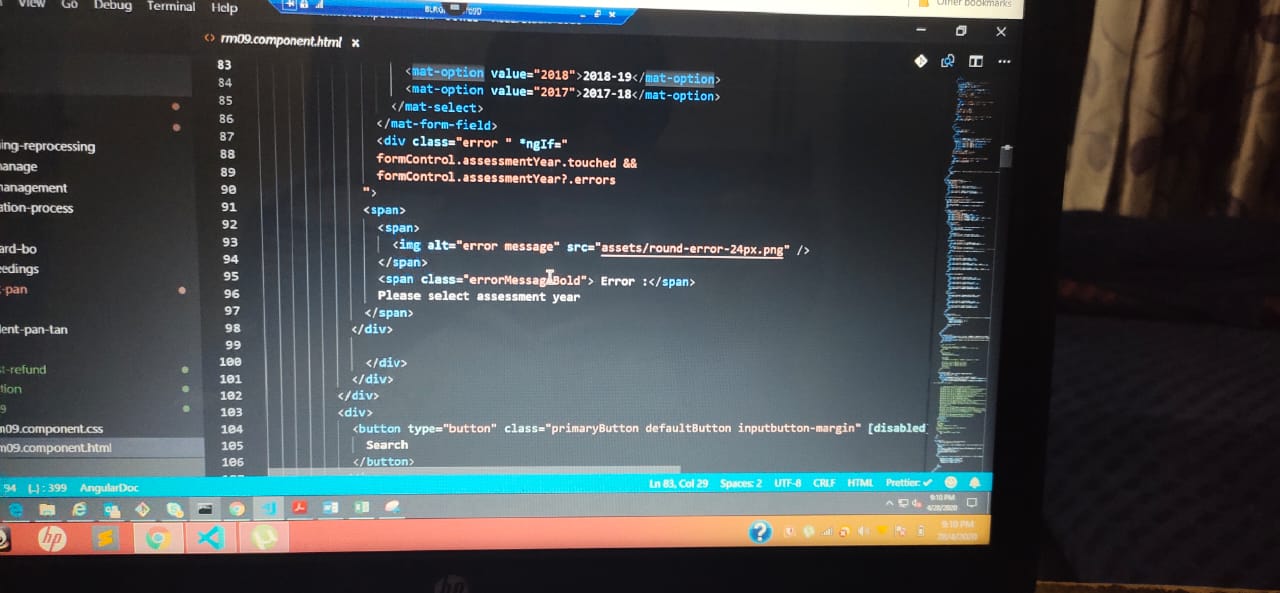 View Go Debug Terminal Help
Other bookmarks
<> rm09.component.html ×
83 <mat-option value="2018">2018-19</mat-option>
84 <mat-option value="2017">2017-18</mat-option>
85 </mat-select>
86 </mat-form-field>
87 <div class="error " *ngIf="
88 formControl.assessmentYear.touched &&
89 formControl.assessmentYear?.errors
90 ">
91 <span>
92 <span>
93 <img alt="error message" src="assets/round-error-24px.png" />
94 </span>
95 <span class="errorMessageBold"> Error :</span>
96 Please select assessment year
97 </span>
98 </div>
99
100 </div>
101 </div>
102 </div>
103 <div>
104 <button type="button" class="primaryButton defaultButton inputbutton-margin" [disabled]
105 Search
106 </button>
ing-reprocessing
anage
anagement
ation-process
ard-bo
eedings
-pan
ent-pan-tan
t-refund
tion
9
m09.component.css
m09.component.html
94 {..} : 399 AngularDoc
Ln 83, Col 29 Spaces: 2 UTF-8 CRLF HTML Prettier: ✓
9:10 PM
4/28/2020
hp
9:10 PM
28/4/2020
hp